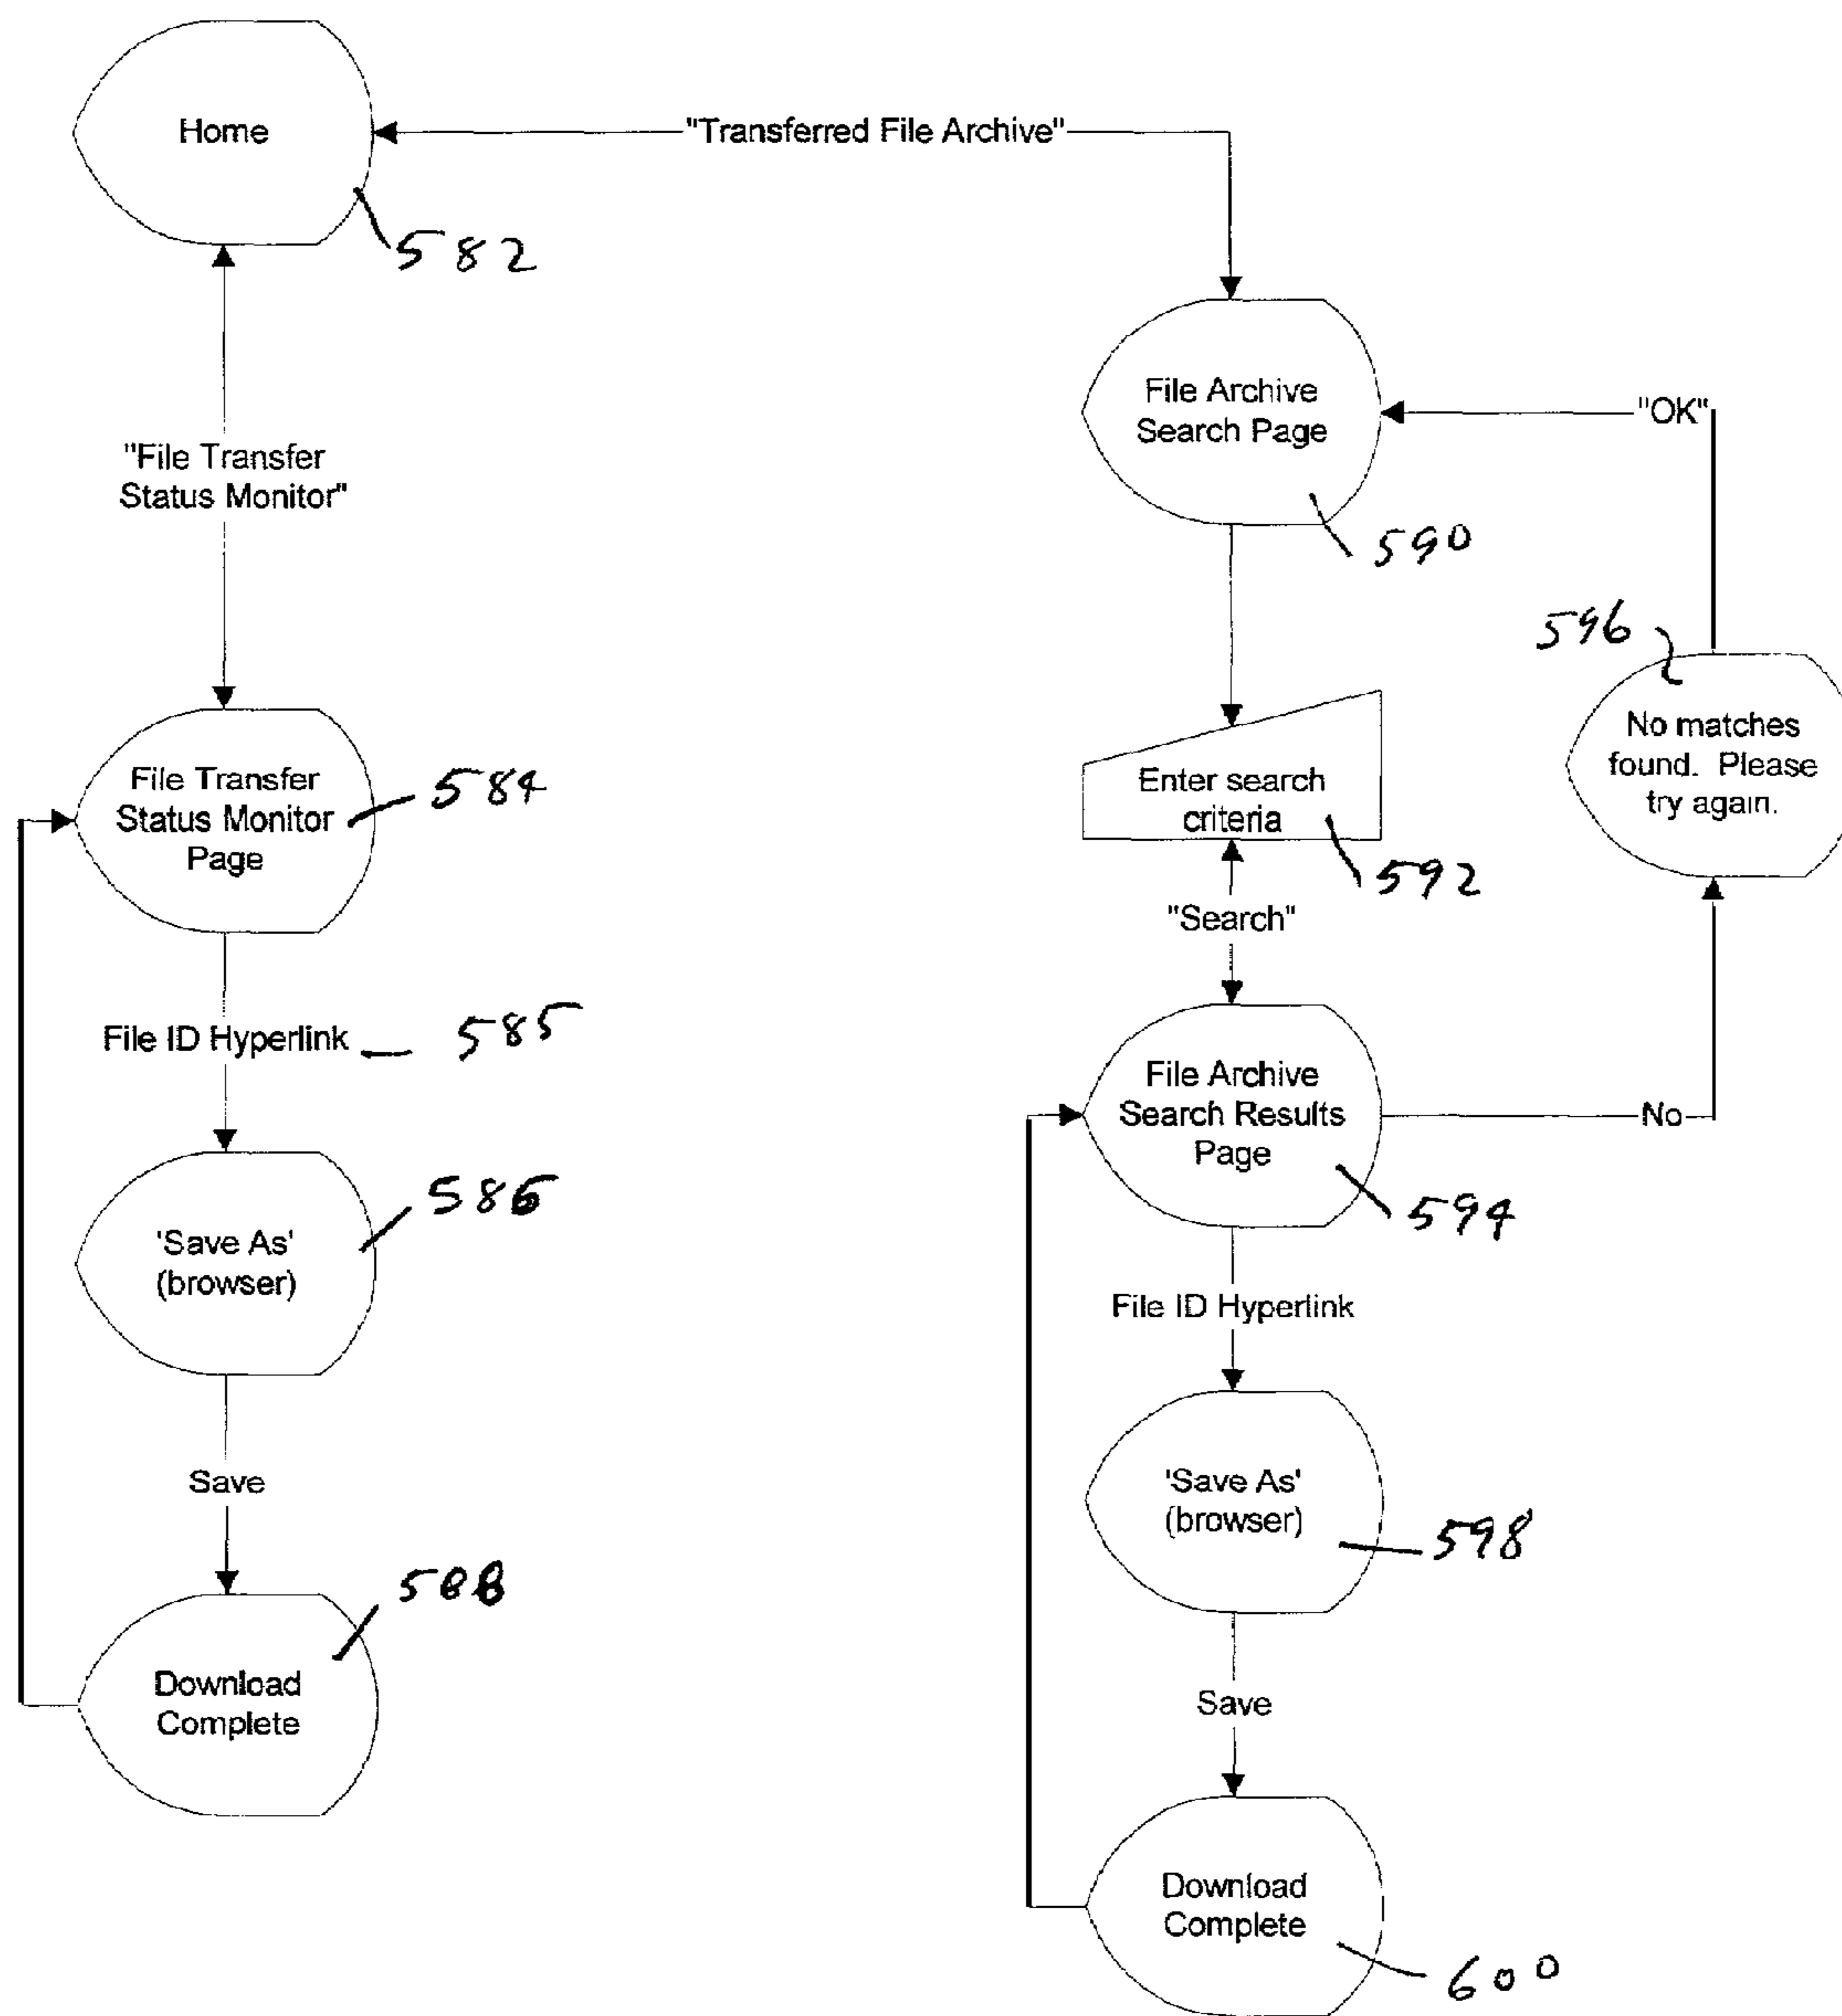 Home
"Transferred File Archive"
582
"File Transfer
Status Monitor"
File Transfer
Status Monitor
Page
584
File ID Hyperlink
585
'Save As'
(browser)
586
Save
588
Download
Complete
File Archive
Search Page
590
"OK"
596
No matches
found. Please
try again.
Enter search
criteria
592
"Search"
File Archive
Search Results
Page
594
No
File ID Hyperlink
'Save As'
(browser)
598
Save
Download
Complete
600